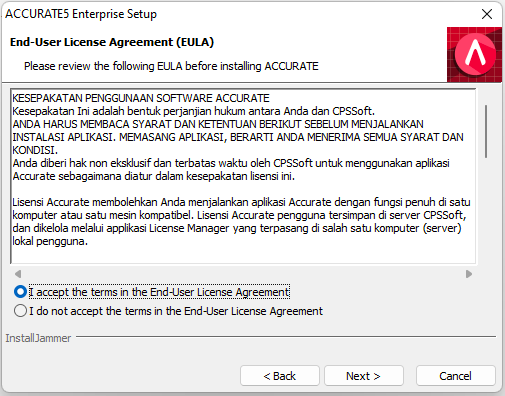 ACCURATE5 Enterprise Setup
End-User License Agreement (EULA)
Please review the following EULA before installing ACCURATE
KESEPAKATAN PENGGUNAAN SOFTWARE ACCURATE
Kesepakatan Ini adalah bentuk perjanjian hukum antara Anda dan CPSSoft.
ANDA HARUS MEMBACA SYARAT DAN KETENTUAN BERIKUT SEBELUM MENJALANKAN
INSTALASI APLIKASI. MEMASANG APLIKASI, BERARTI ANDA MENERIMA SEMUA SYARAT DAN
KONDISI.
Anda diberi hak non eksklusif dan terbatas waktu oleh CPSSoft untuk menggunakan aplikasi
Accurate sebagaimana diatur dalam kesepakatan lisensi ini.
Lisensi Accurate membolehkan Anda menjalankan aplikasi Accurate dengan fungsi penuh di satu
komputer atau satu mesin kompatibel. Lisensi Accurate pengguna tersimpan di server CPSSoft,
dan dikelola melalui applikasi License Manager yang terpasang di salah satu komputer (server)
lokal pengguna.
I accept the terms in the End-User License Agreement
I do not accept the terms in the End-User License Agreement
InstallJammer
< Back
Next >
Cancel